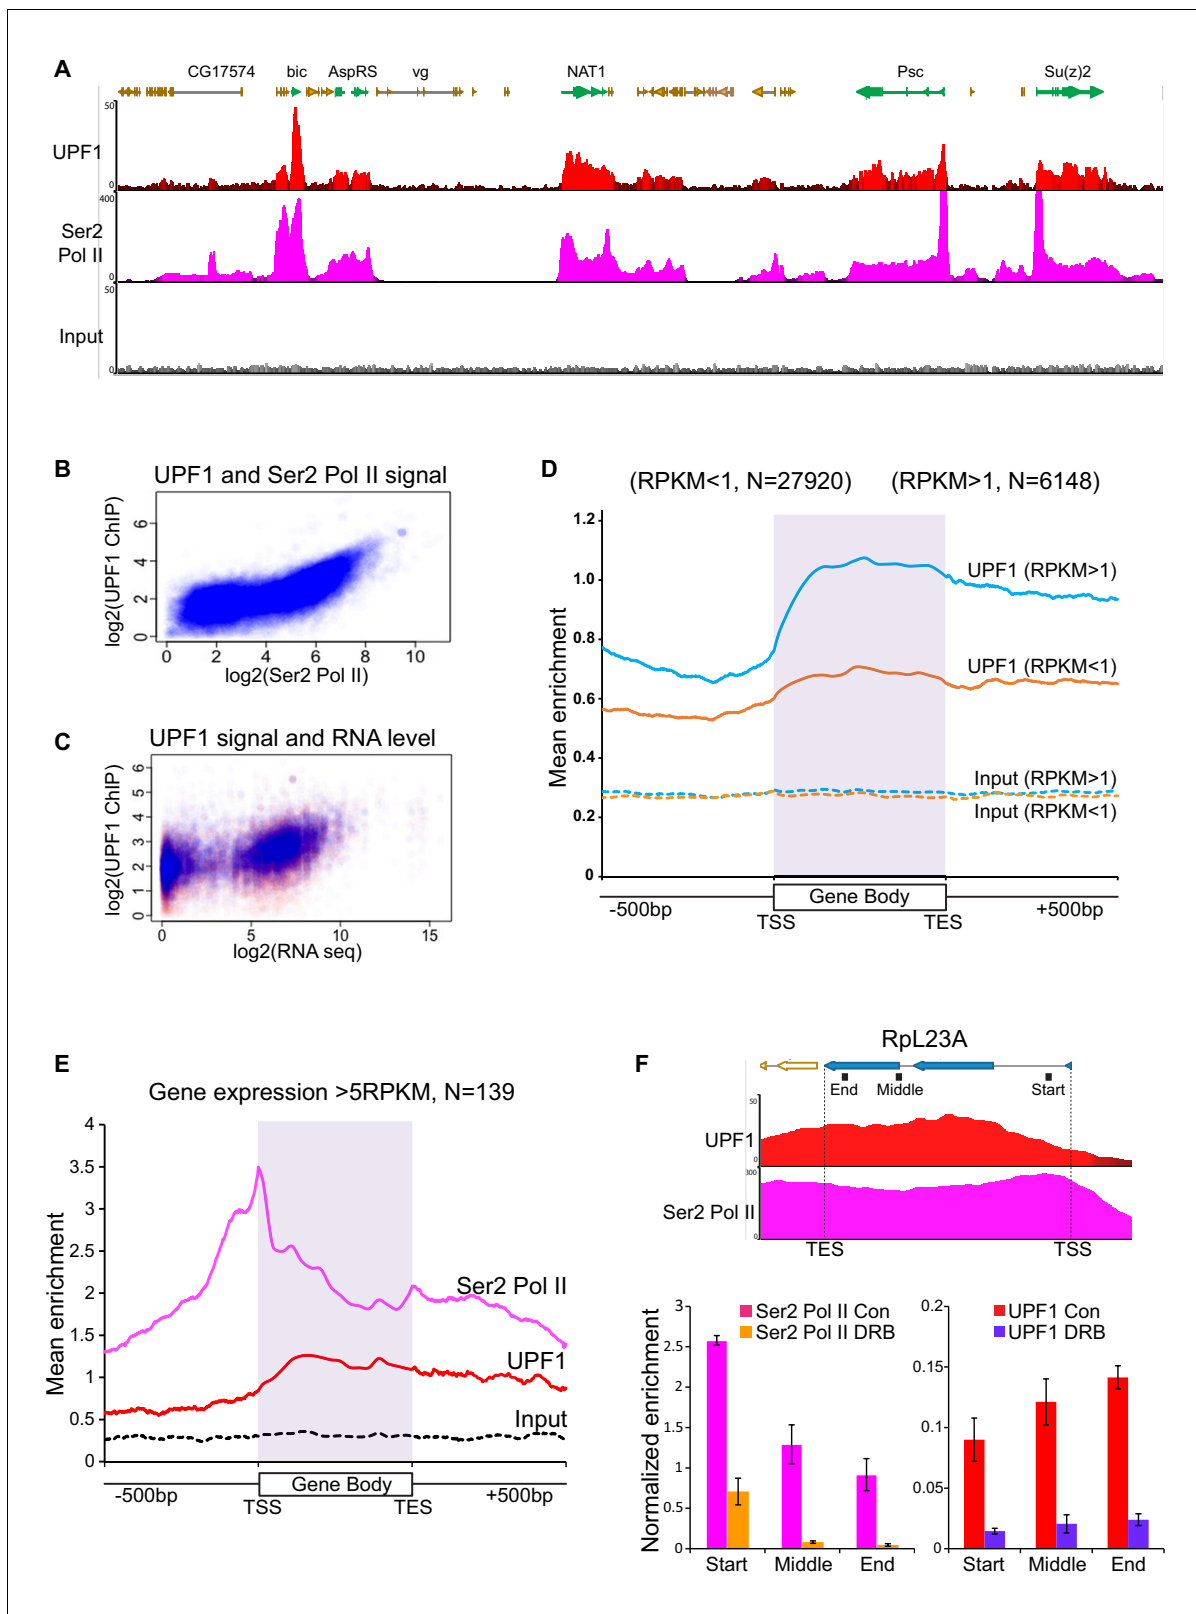 A
CG17574 bic AspRS vg NAT1 Psc Su(z)2
50
UPF1
0
400
Ser2
Pol II
0
50
Input
0
B
UPF1 and Ser2 Pol II signal
log2(UPF1 ChIP)
6
4
2
0
0 2 4 6 8 10
log2(Ser2 Pol II)
C
UPF1 signal and RNA level
log2(UPF1 ChIP)
6
5
4
3
2
1
0
0 5 10 15
log2(RNA seq)
D
(RPKM<1, N=27920) (RPKM>1, N=6148)
Mean enrichment
1.2
1.0
0.8
0.6
0.4
0.2
0
UPF1 (RPKM>1)
UPF1 (RPKM<1)
Input (RPKM>1)
Input (RPKM<1)
-500bp Gene Body +500bp
TSS TES
E
Gene expression >5RPKM, N=139
Mean enrichment
4
3.5
3
2.5
2
1.5
1
0.5
0
Ser2 Pol II
UPF1
Input
-500bp Gene Body +500bp
TSS TES
F
RpL23A
End Middle Start
50
UPF1
0
300
Ser2 Pol II
0
TES TSS
Normalized enrichment
3
2.5
2
1.5
1
0.5
0
Ser2 Pol II Con
Ser2 Pol II DRB
Start Middle End
0.2
0.15
0.1
0.05
0
UPF1 Con
UPF1 DRB
Start Middle End